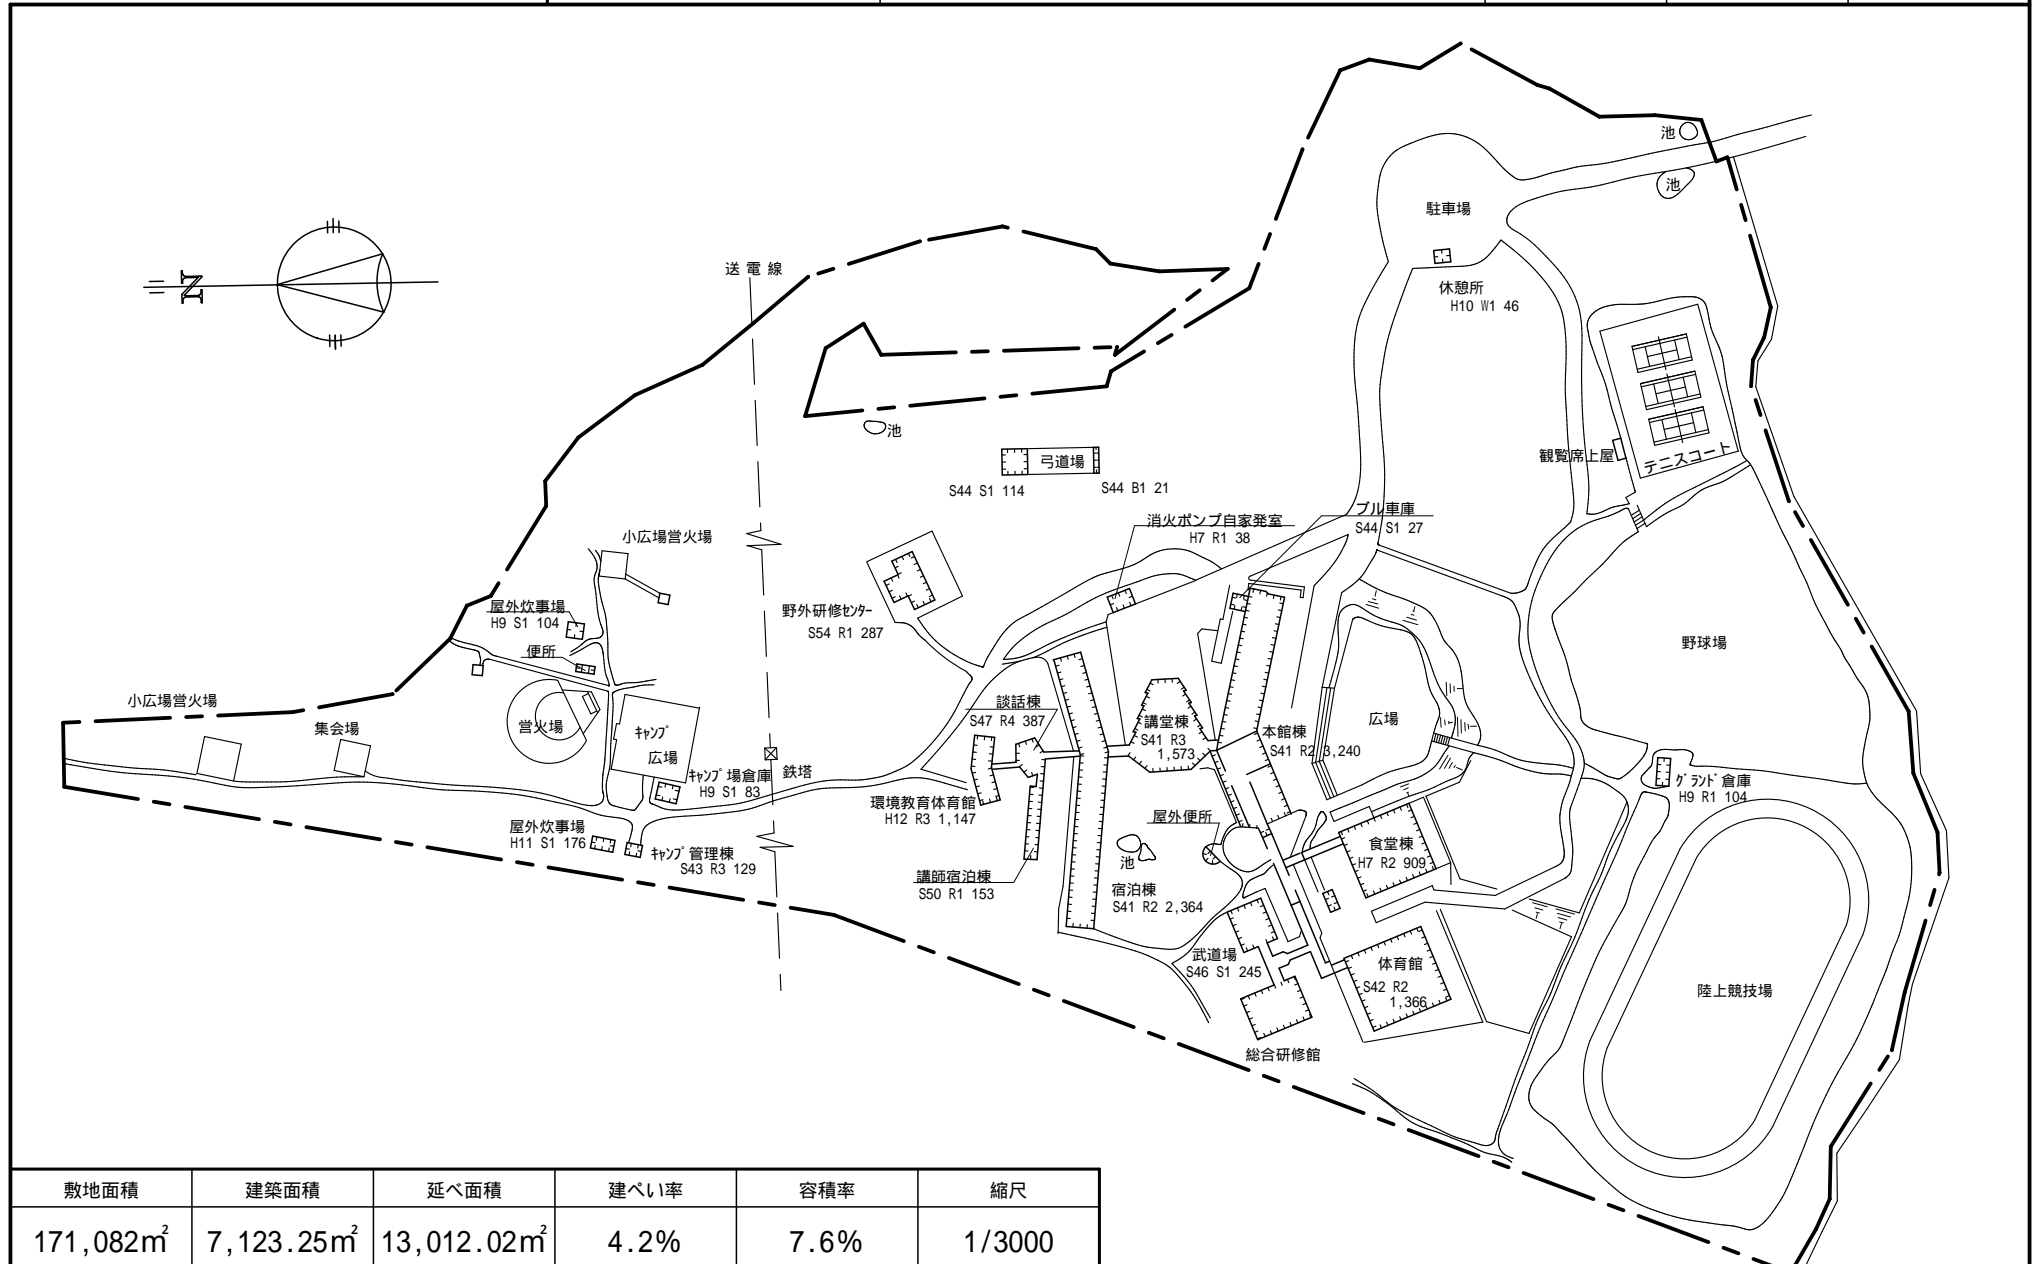 池
池
駐車場
N
送電線
休憩所
H10 W1 46
池
弓道場
観覧席上屋
テニスコート
S44 S1 114
S44 B1 21
ブル車庫
S44 S1 27
消火ポンプ自家発室
H7 R1 38
小広場営火場
屋外炊事場
H9 S1 104
野外研修センター
S54 R1 287
便所
野球場
小広場営火場
集会場
営火場
キャンプ
広場
談話棟
S47 R4 387
講堂棟
S41 R3
1,573
本館棟
S41 R2 3,240
広場
キャンプ場倉庫
H9 S1 83
鉄塔
グランド倉庫
H9 R1 104
環境教育体育館
H12 R3 1,147
屋外炊事場
H11 S1 176
キャンプ管理棟
S43 R3 129
屋外便所
食堂棟
H7 R2 909
池
講師宿泊棟
S50 R1 153
宿泊棟
S41 R2 2,364
武道場
S46 S1 245
体育館
S42 R2
1,366
陸上競技場
総合研修館
敷地面積 建築面積 延べ面積 建ぺい率 容積率 縮尺
171,082㎡ 7,123.25㎡ 13,012.02㎡ 4.2% 7.6% 1/3000